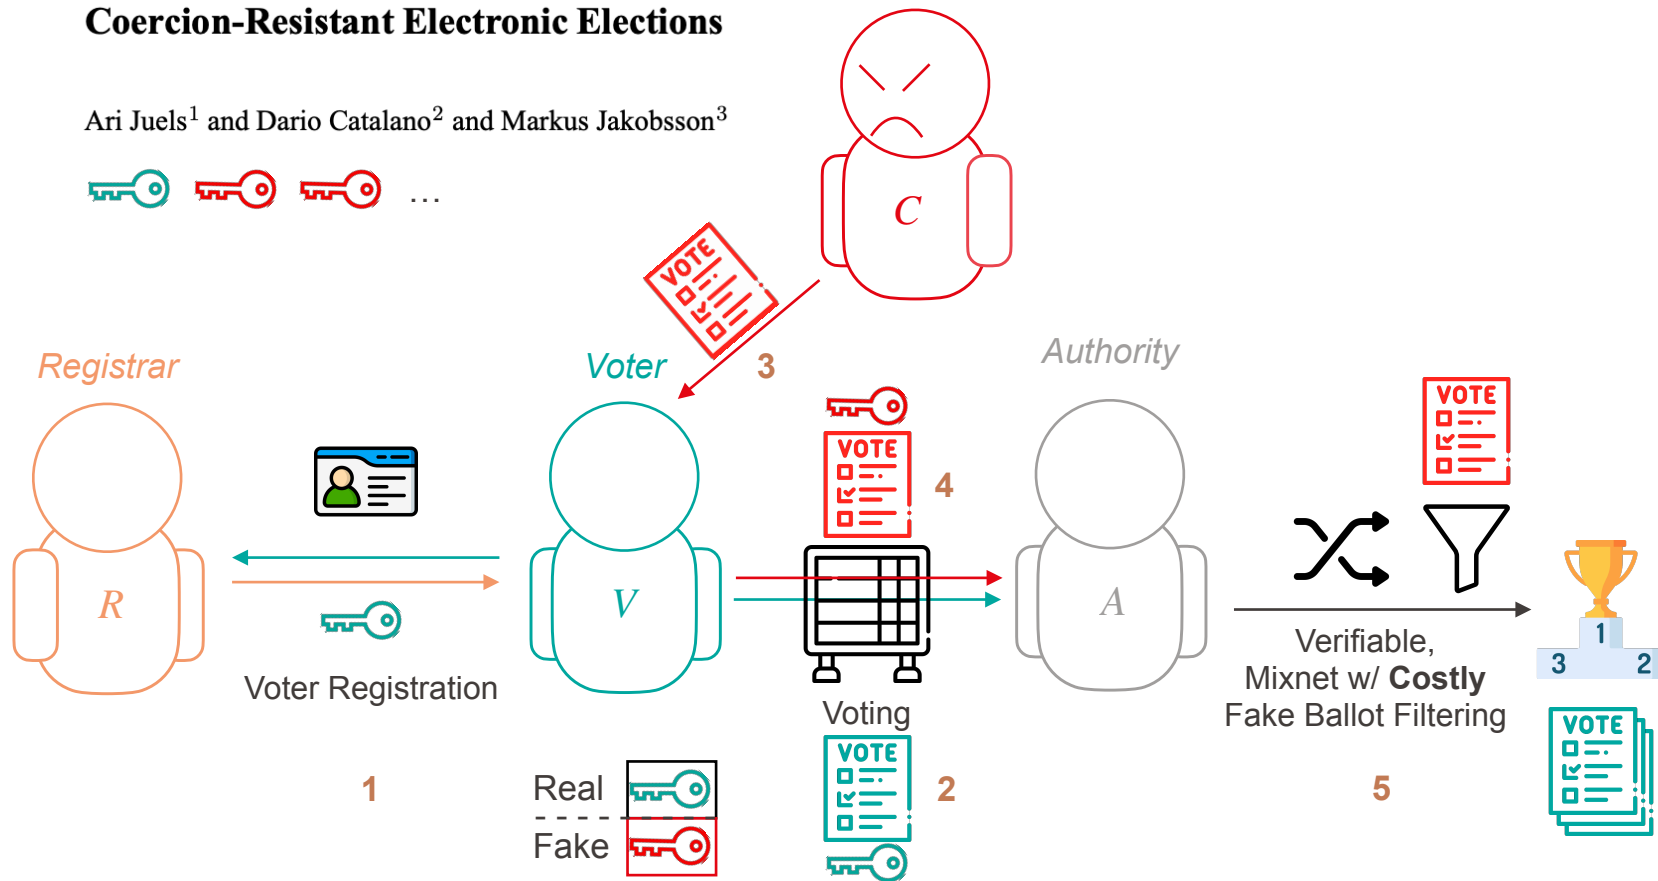 Coercion-Resistant Electronic Elections
Ari Juels¹ and Dario Catalano² and Markus Jakobsson³
...
C
VOTE
3
Registrar
Voter
Authority
VOTE
VOTE
4
R
V
A
1
3
2
Verifiable,
Mixnet w/ Costly
Fake Ballot Filtering
Voter Registration
Voting
VOTE
VOTE
1
Real
Fake
2
5